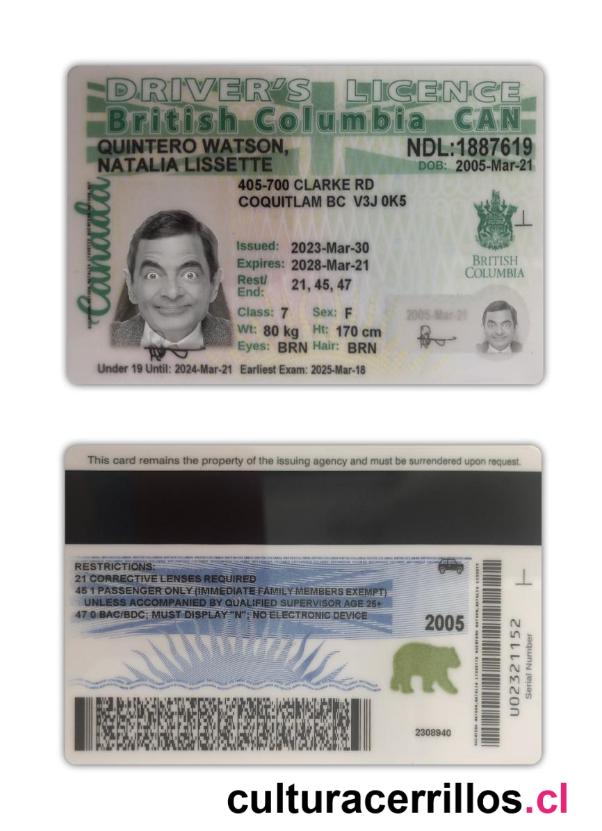 DRIVER'S LICENCE
British Columbia CAN
QUINTERO WATSON,
NATALIA LISSETTE
NDL:1887619
DOB: 2005-Mar-21
405-700 CLARKE RD
COQUITLAM BC V3J 0K5
Canada
Issued: 2023-Mar-30
Expires: 2028-Mar-21
Rest/
End: 21, 45, 47
Class: 7 Sex: F
Wt: 80 kg Ht: 170 cm
Eyes: BRN Hair: BRN
BRITISH
COLUMBIA
2005-Mar-21
Under 19 Until: 2024-Mar-21 Earliest Exam: 2025-Mar-18
This card remains the property of the issuing agency and must be surrendered upon request.
RESTRICTIONS:
21 CORRECTIVE LENSES REQUIRED
45 1 PASSENGER ONLY (IMMEDIATE FAMILY MEMBERS EXEMPT)
UNLESS ACCOMPANIED BY QUALIFIED SUPERVISOR AGE 25+
47 0 BAC/BDC; MUST DISPLAY "N"; NO ELECTRONIC DEVICE
2005
U02321152
Serial Number
2308940
culturacerrillos.cl